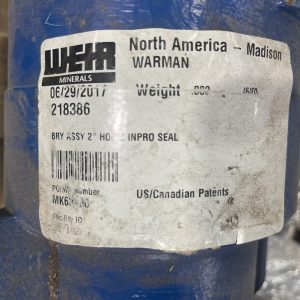 WEIR
MINERALS
North America - Madison
WARMAN
06/29/2017
Weight
218386
BRY ASSY 2" INPRO SEAL
US/Canadian Patents
number